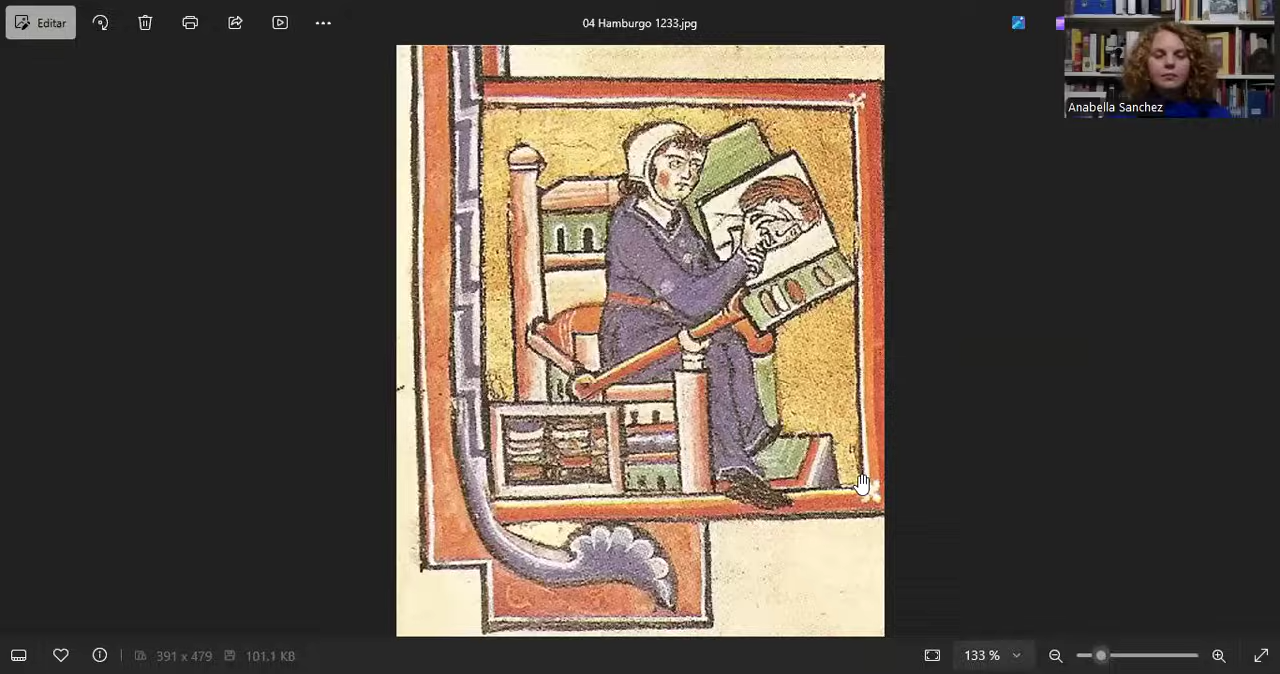 Editar
04 Hamburgo 1233.jpg
Anabella Sanchez
391 x 479
101,1 KB
133 %